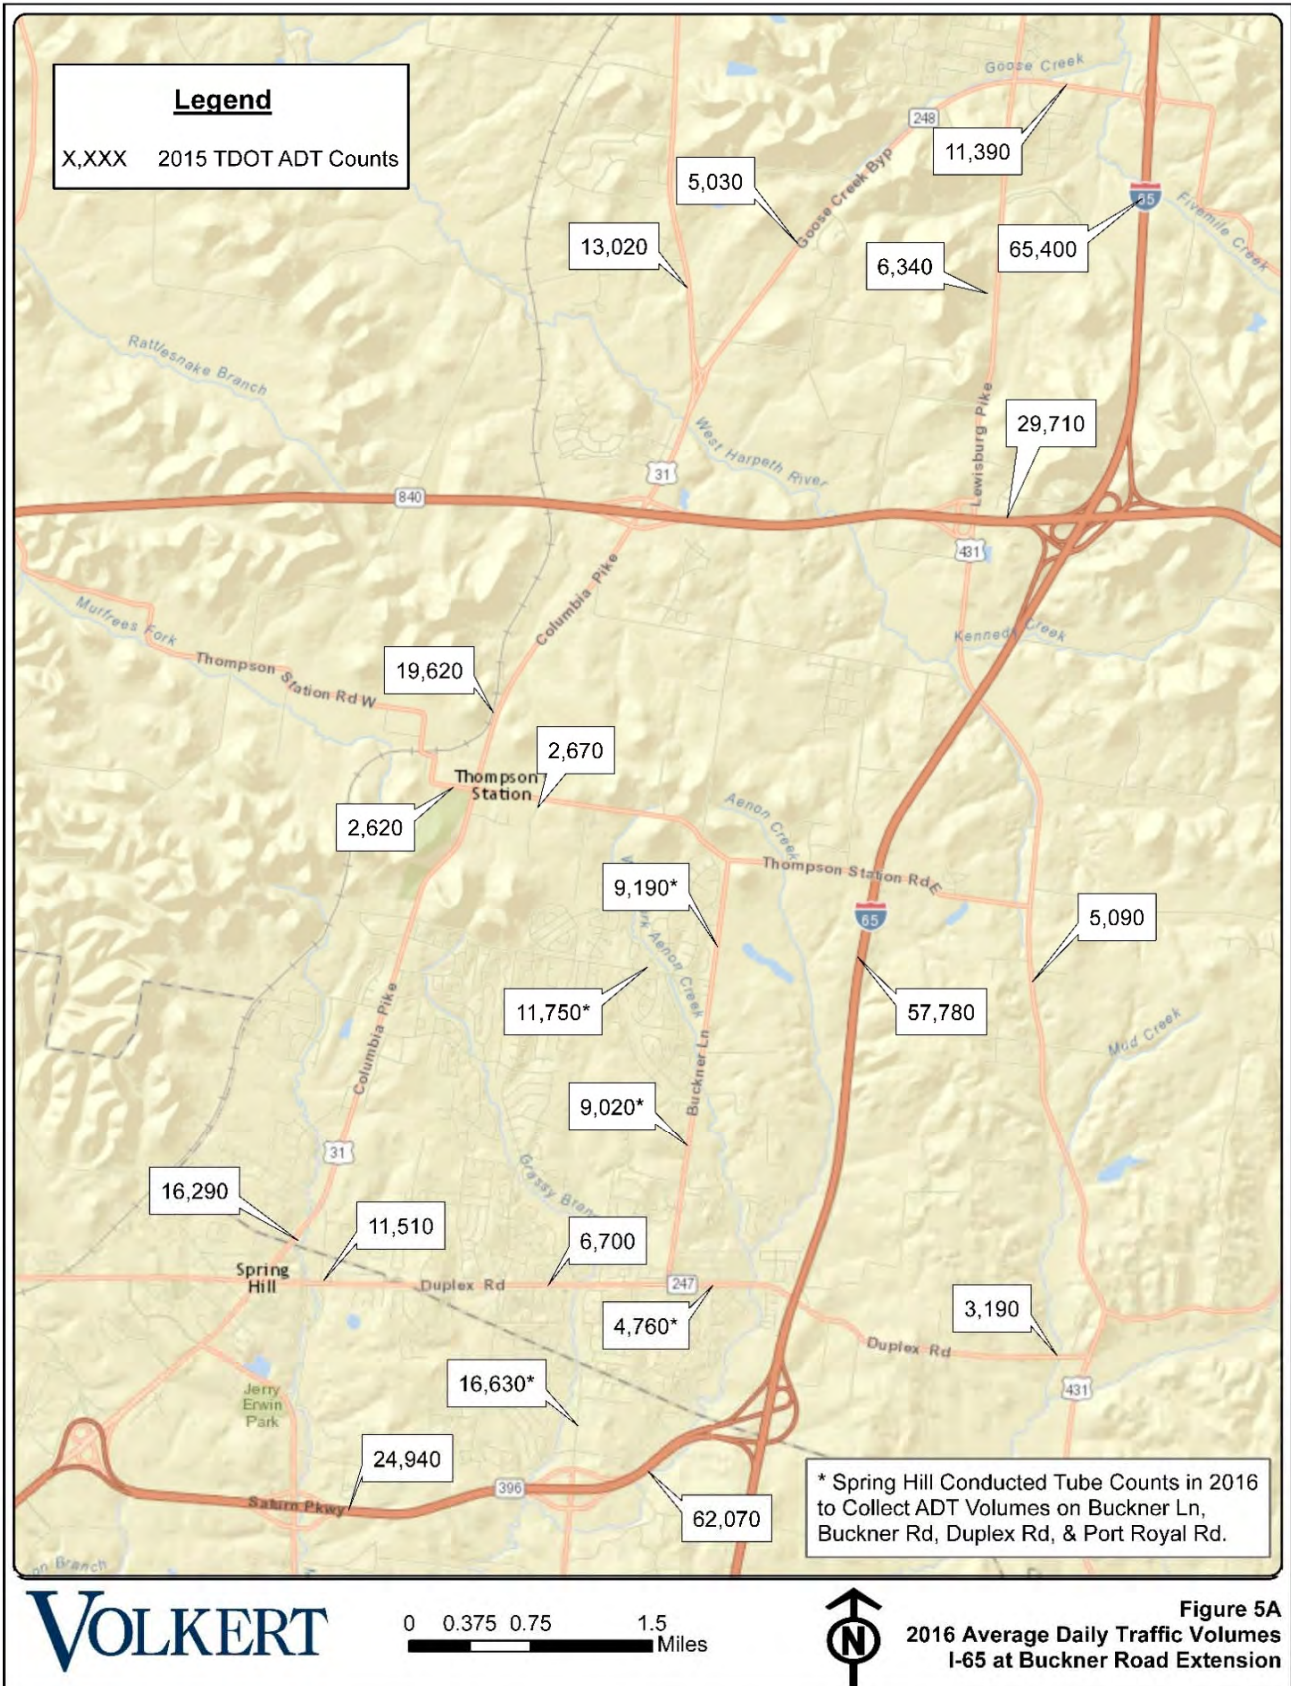 Legend
X,XXX 2015 TDOT ADT Counts
Goose Creek
248
11,390
5,030
Goose Creek Byp
65
Fivemile Creek
13,020
6,340
65,400
Rattlesnake Branch
Lewisburg Pike
29,710
West Harpeth River
31
840
431
Columbia Pike
Murfrees Fork
Kennedy Creek
Thompson Station Rd W
19,620
2,670
Thompson
Station
2,620
Aenon Creek
Thompson Station Rd E
9,190*
65
5,090
Aenon Creek
11,750*
57,780
Columbia Pike
Buckner Ln
Mud Creek
9,020*
31
Grassy
16,290
11,510
6,700
Spring
Hill
Duplex Rd
247
4,760*
3,190
Duplex Rd
16,630*
431
Jerry
Erwin
Park
24,940
396
Saturn Pkwy
62,070
* Spring Hill Conducted Tube Counts in 2016
to Collect ADT Volumes on Buckner Ln,
Buckner Rd, Duplex Rd, & Port Royal Rd.
Branch
VOLKERT
0 0.375 0.75 1.5
Miles
N
Figure 5A
2016 Average Daily Traffic Volumes
I-65 at Buckner Road Extension